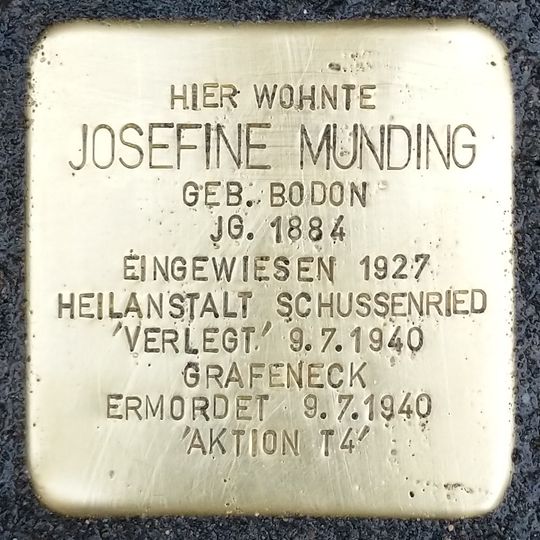 HIER WOHNTE
JOSEFINE MUNDING
GEB. BODON
JG. 1884
EINGEWIESEN 1927
HEILANSTALT SCHUSSENRIED
'VERLEGT' 9.7.1940
GRAFENECK
ERMORDET 9.7.1940
'AKTION T4'